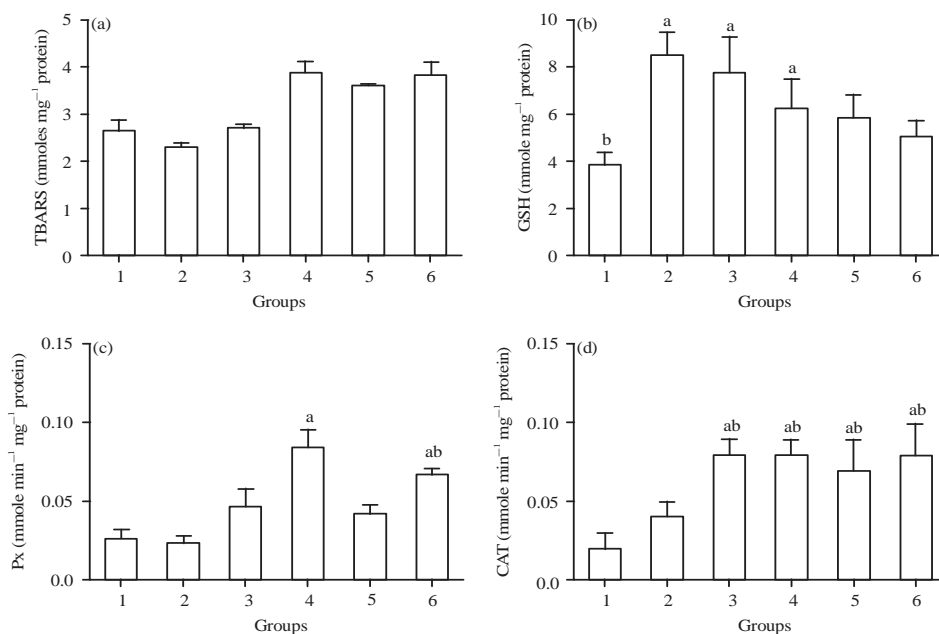 (a)
TBARS (mmoles mg⁻¹ protein)
5
4
3
2
1
0
1 2 3 4 5 6
Groups
(b)
GSH (mmole mg⁻¹ protein)
10
8
6
4
2
0
b a a a
1 2 3 4 5 6
Groups
(c)
Px (mmole min⁻¹ mg⁻¹ protein)
0.15
0.10
0.05
0.0
a ab
1 2 3 4 5 6
Groups
(d)
CAT (mmole min⁻¹ mg⁻¹ protein)
0.15
0.10
0.05
0.0
ab ab ab ab
1 2 3 4 5 6
Groups